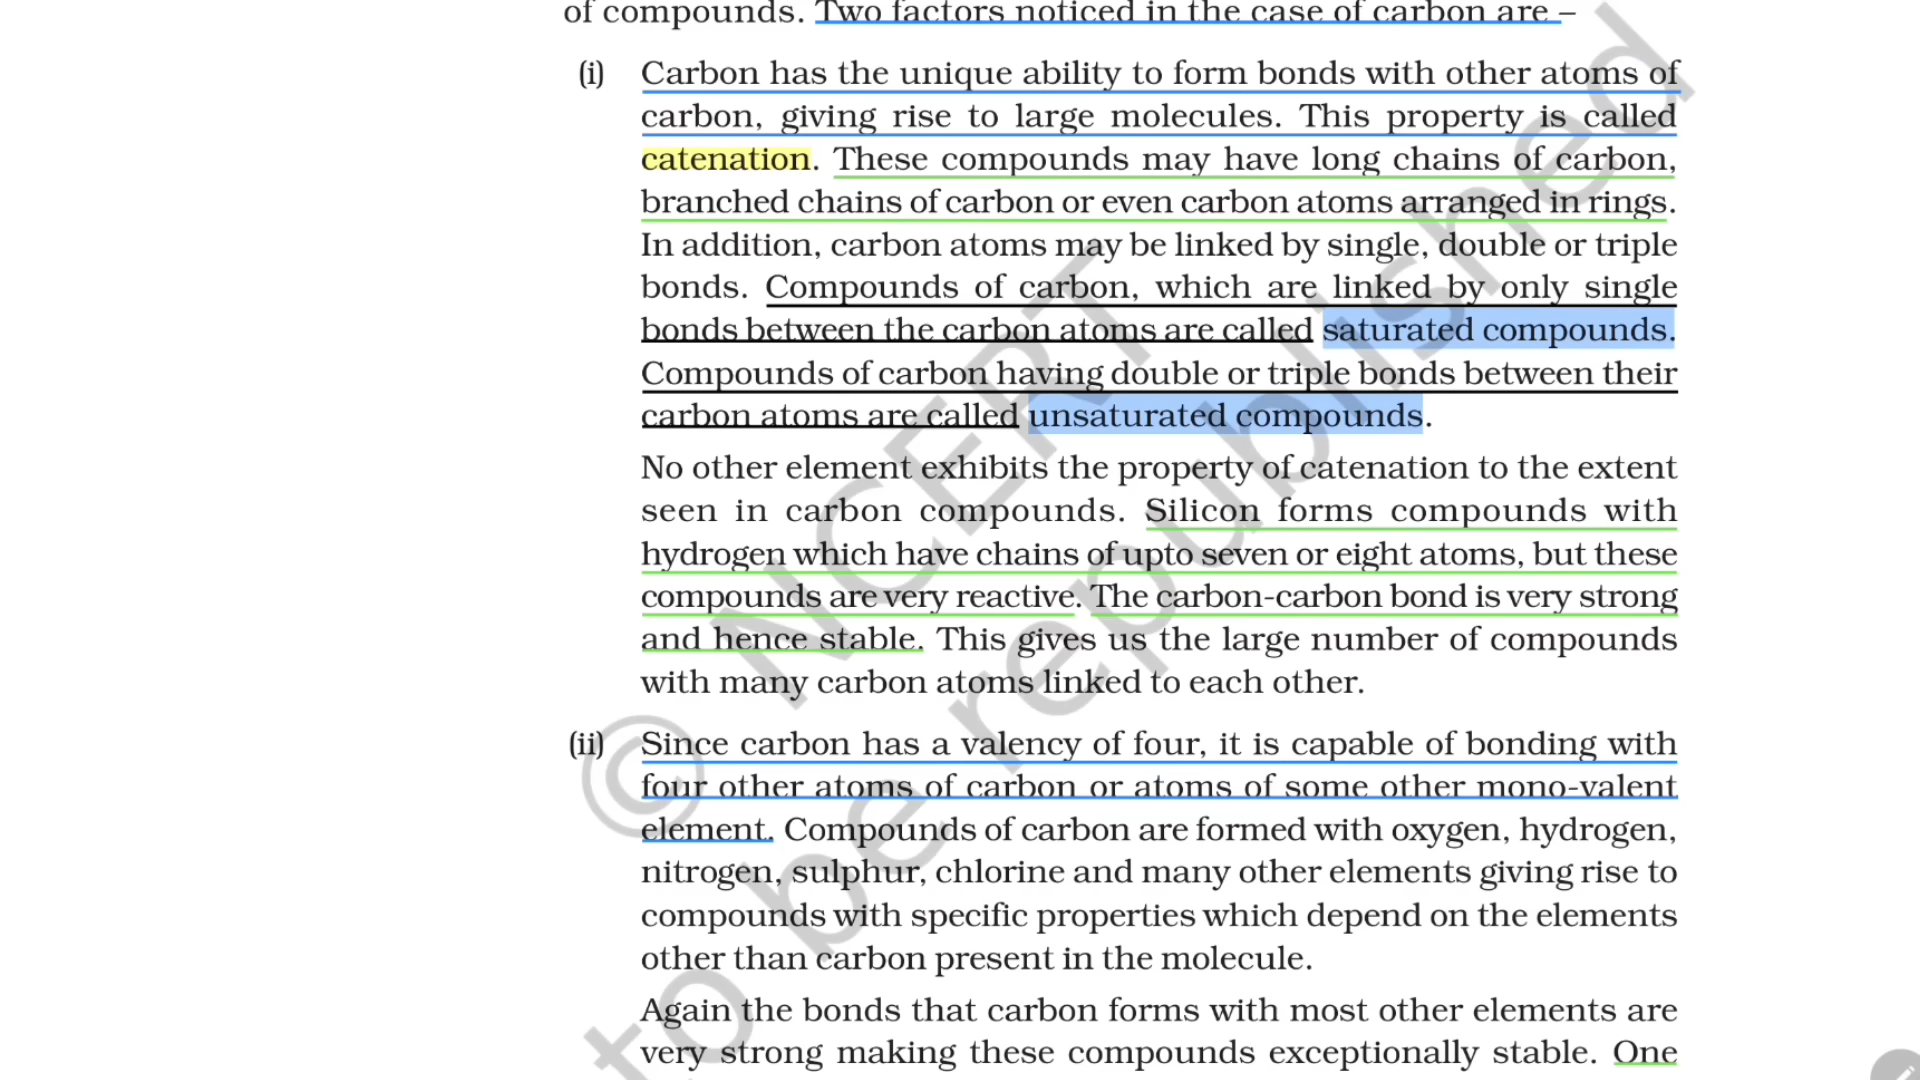 of compounds. Two factors noticed in the case of carbon are –
(i) Carbon has the unique ability to form bonds with other atoms of
carbon, giving rise to large molecules. This property is called
catenation. These compounds may have long chains of carbon,
branched chains of carbon or even carbon atoms arranged in rings.
In addition, carbon atoms may be linked by single, double or triple
bonds. Compounds of carbon, which are linked by only single
bonds between the carbon atoms are called saturated compounds.
Compounds of carbon having double or triple bonds between their
carbon atoms are called unsaturated compounds.
No other element exhibits the property of catenation to the extent
seen in carbon compounds. Silicon forms compounds with
hydrogen which have chains of upto seven or eight atoms, but these
compounds are very reactive. The carbon-carbon bond is very strong
and hence stable. This gives us the large number of compounds
with many carbon atoms linked to each other.
(ii) Since carbon has a valency of four, it is capable of bonding with
four other atoms of carbon or atoms of some other mono-valent
element. Compounds of carbon are formed with oxygen, hydrogen,
nitrogen, sulphur, chlorine and many other elements giving rise to
compounds with specific properties which depend on the elements
other than carbon present in the molecule.
Again the bonds that carbon forms with most other elements are
very strong making these compounds exceptionally stable. One
© NCERT
to be republished